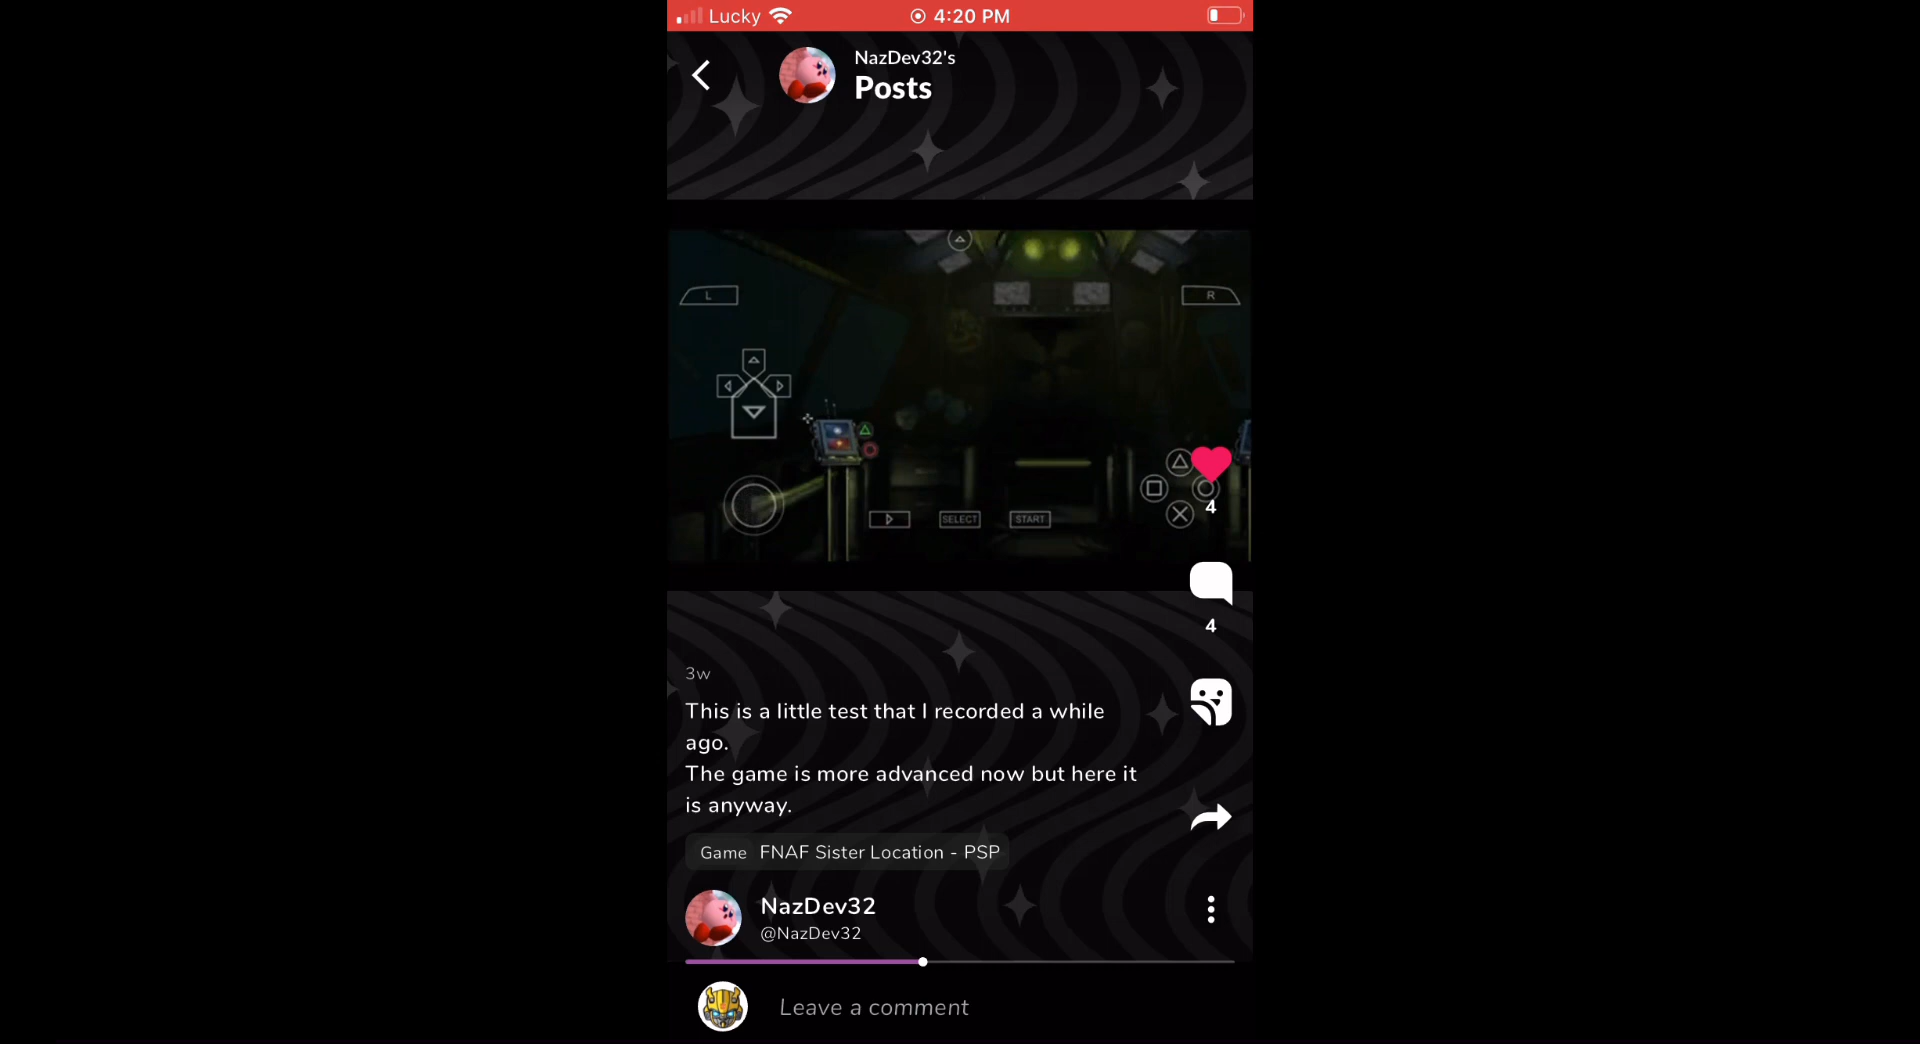 Lucky 4:20 PM
NazDev32's
Posts
L
R
SELECT START
4
4
3w
This is a little test that I recorded a while
ago.
The game is more advanced now but here it
is anyway.
Game FNAF Sister Location - PSP
NazDev32
@NazDev32
Leave a comment